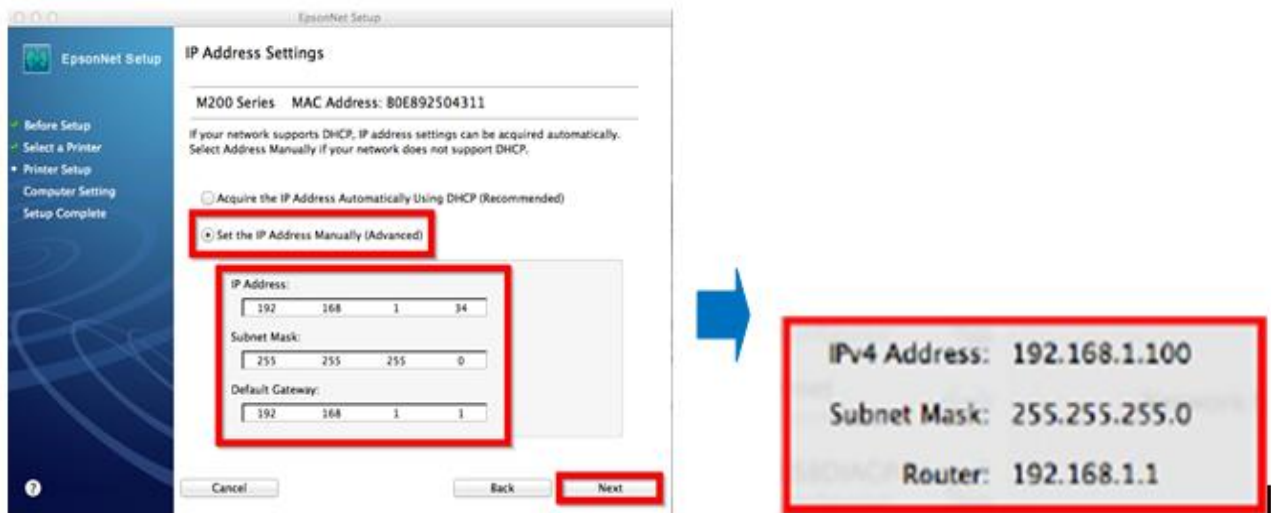 EpsonNet Setup
EpsonNet Setup
Before Setup
Select a Printer
Printer Setup
Computer Setting
Setup Complete
IP Address Settings
M200 Series MAC Address: B0E892504311
If your network supports DHCP, IP address settings can be acquired automatically.
Select Address Manually if your network does not support DHCP.
Acquire the IP Address Automatically Using DHCP (Recommended)
Set the IP Address Manually (Advanced)
IP Address:
192 168 1 34
Subnet Mask:
255 255 255 0
Default Gateway:
192 168 1 1
?
Cancel
Back
Next
IPv4 Address: 192.168.1.100
Subnet Mask: 255.255.255.0
Router: 192.168.1.1